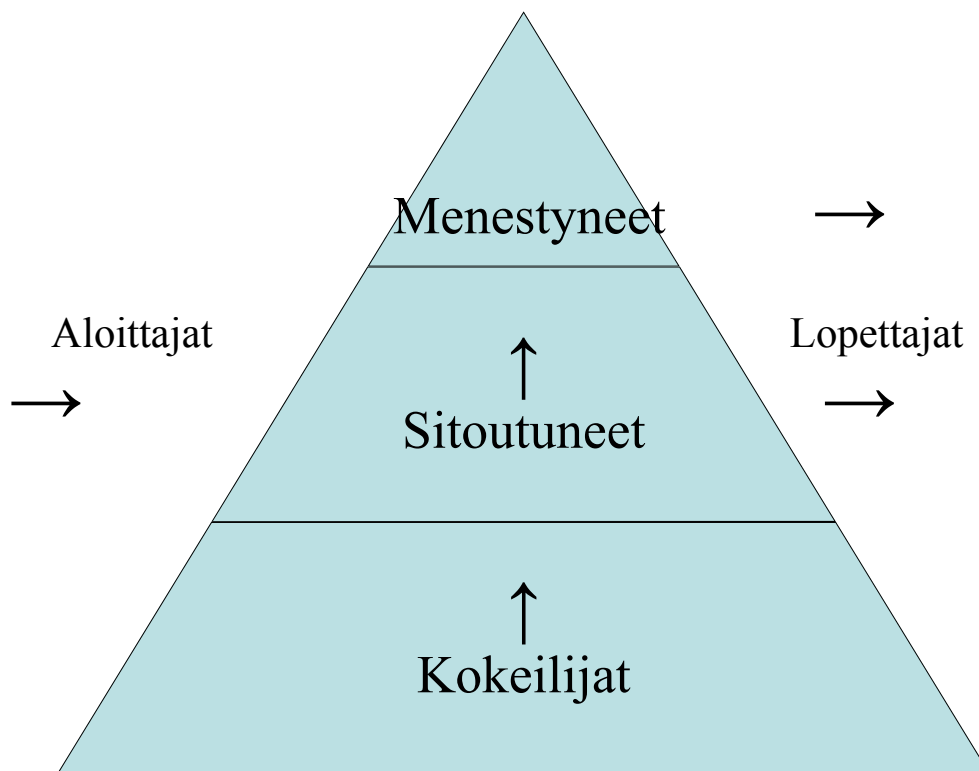 Menestyneet
→
Aloittajat
Lopettajat
→
↑
→
Sitoutuneet
↑
Kokeilijat